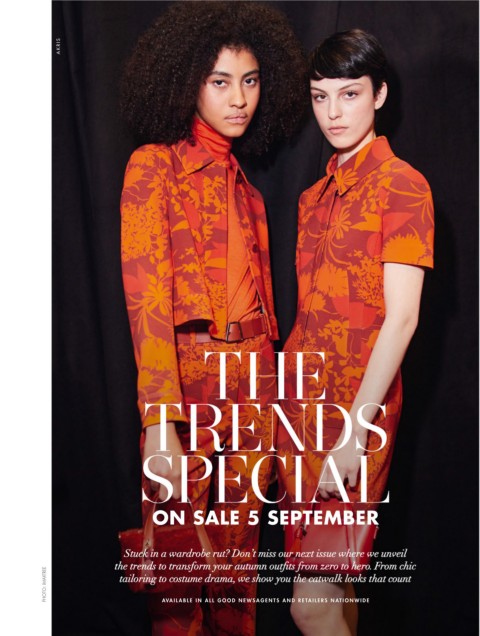 AKRIS
THE
TRENDS
SPECIAL
ON SALE 5 SEPTEMBER
Stuck in a wardrobe rut? Don't miss our next issue where we unveil
the trends to transform your autumn outfits from zero to hero. From chic
tailoring to costume drama, we show you the catwalk looks that count
AVAILABLE IN ALL GOOD NEWSAGENTS AND RETAILERS NATIONWIDE
PHOTO: IMAXTREE